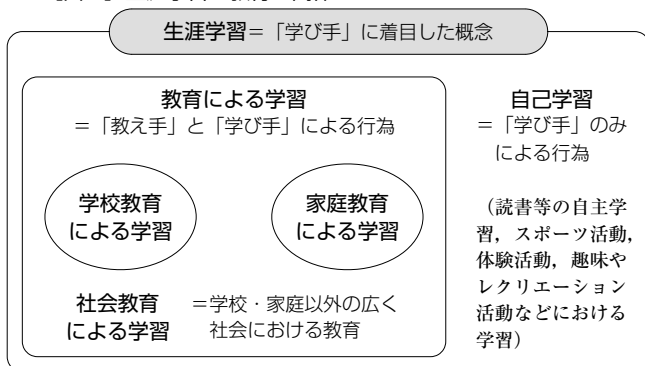 生涯学習＝「学び手」に着目した概念
教育による学習
＝「教え手」と「学び手」による行為
学校教育
による学習
家庭教育
による学習
社会教育
による学習
＝学校・家庭以外の広く
社会における教育
自己学習
＝「学び手」のみ
による行為
（読書等の自主学
習，スポーツ活動，
体験活動，趣味や
レクリエーション
活動などにおける
学習）